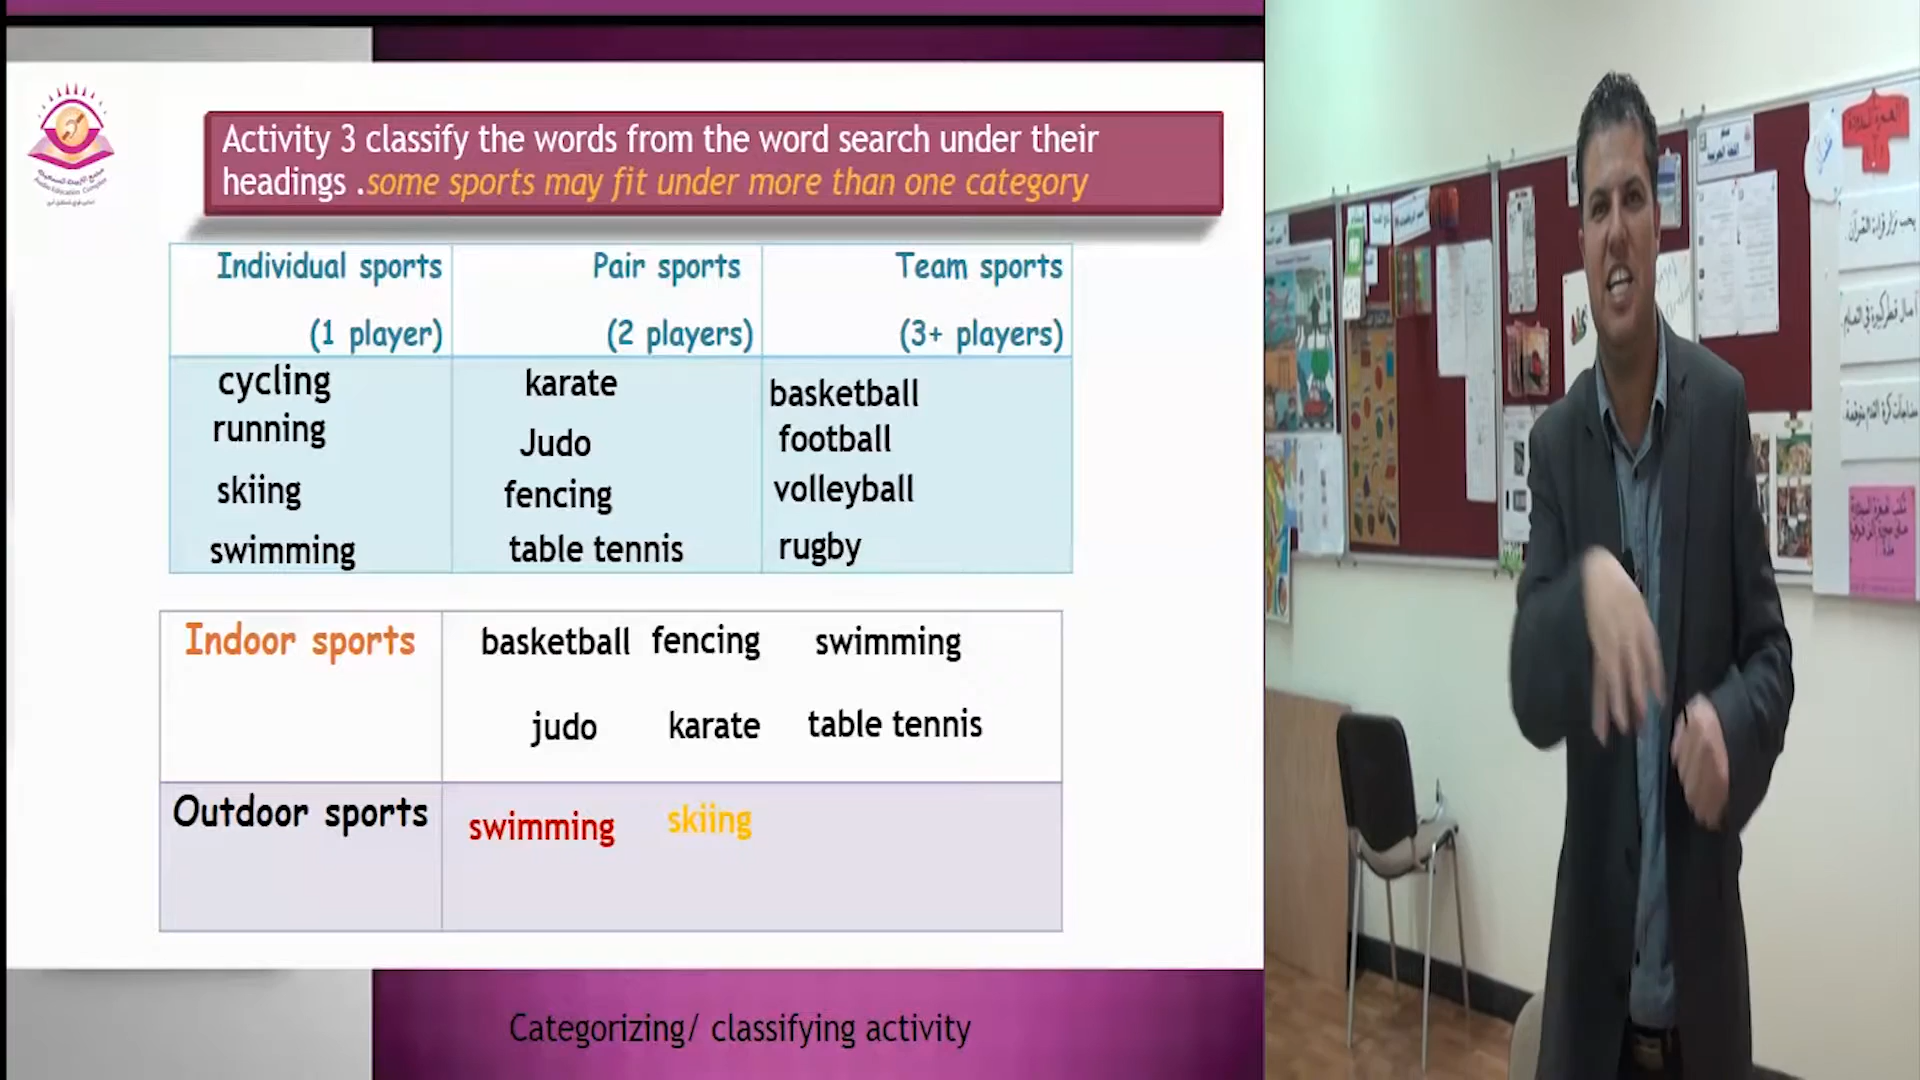 Activity 3 classify the words from the word search under their
headings .some sports may fit under more than one category
Individual sports
(1 player)
Pair sports
(2 players)
Team sports
(3+ players)
cycling
running
skiing
swimming
karate
Judo
fencing
table tennis
basketball
football
volleyball
rugby
Indoor sports
basketball fencing swimming
judo karate table tennis
Outdoor sports
swimming skiing
Categorizing/ classifying activity